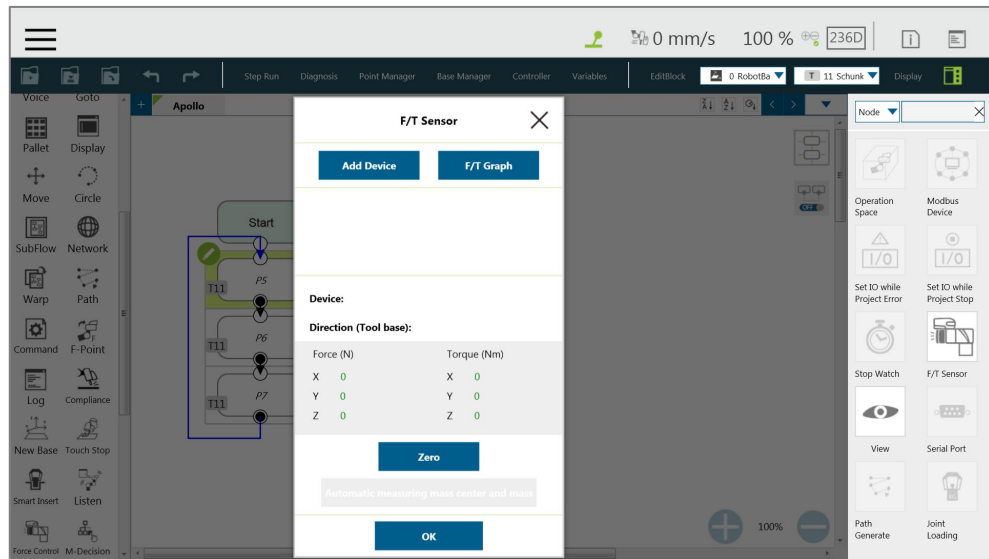 0 mm/s 100 % 236D
Step Run Diagnosis Point Manager Base Manager Controller Variables EditBlock 0 RobotBa T 11 Schunk Display
Voice Goto
Pallet Display
Move Circle
SubFlow Network
Warp Path
Command F-Point
Log Compliance
New Base Touch Stop
Smart Insert Listen
Force Control M-Decision
+ Apollo
Start
T11 P5
T11 P6
T11 P7
F/T Sensor
Add Device F/T Graph
Device:
Direction (Tool base):
Force (N) Torque (Nm)
X 0 X 0
Y 0 Y 0
Z 0 Z 0
Zero
Automatic measuring mass center and mass
OK
OFF
100%
Node
Operation Modbus
Space Device
I/O I/O
Set IO while Set IO while
Project Error Project Stop
Stop Watch F/T Sensor
View Serial Port
Path Joint
Generate Loading